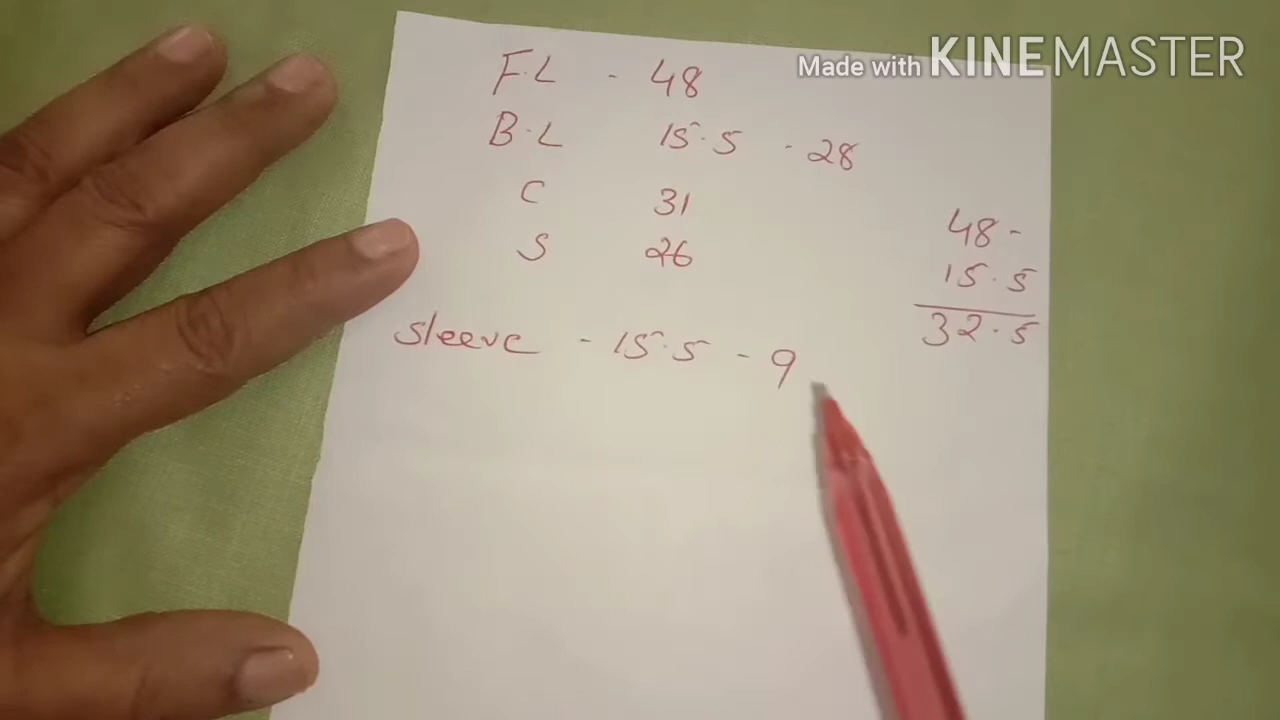 Made with KINEMASTER
F.L - 48
B.L 15.5 - 28
C 31
S 26
48 -
15.5
32.5
Sleeve - 15.5 - 9